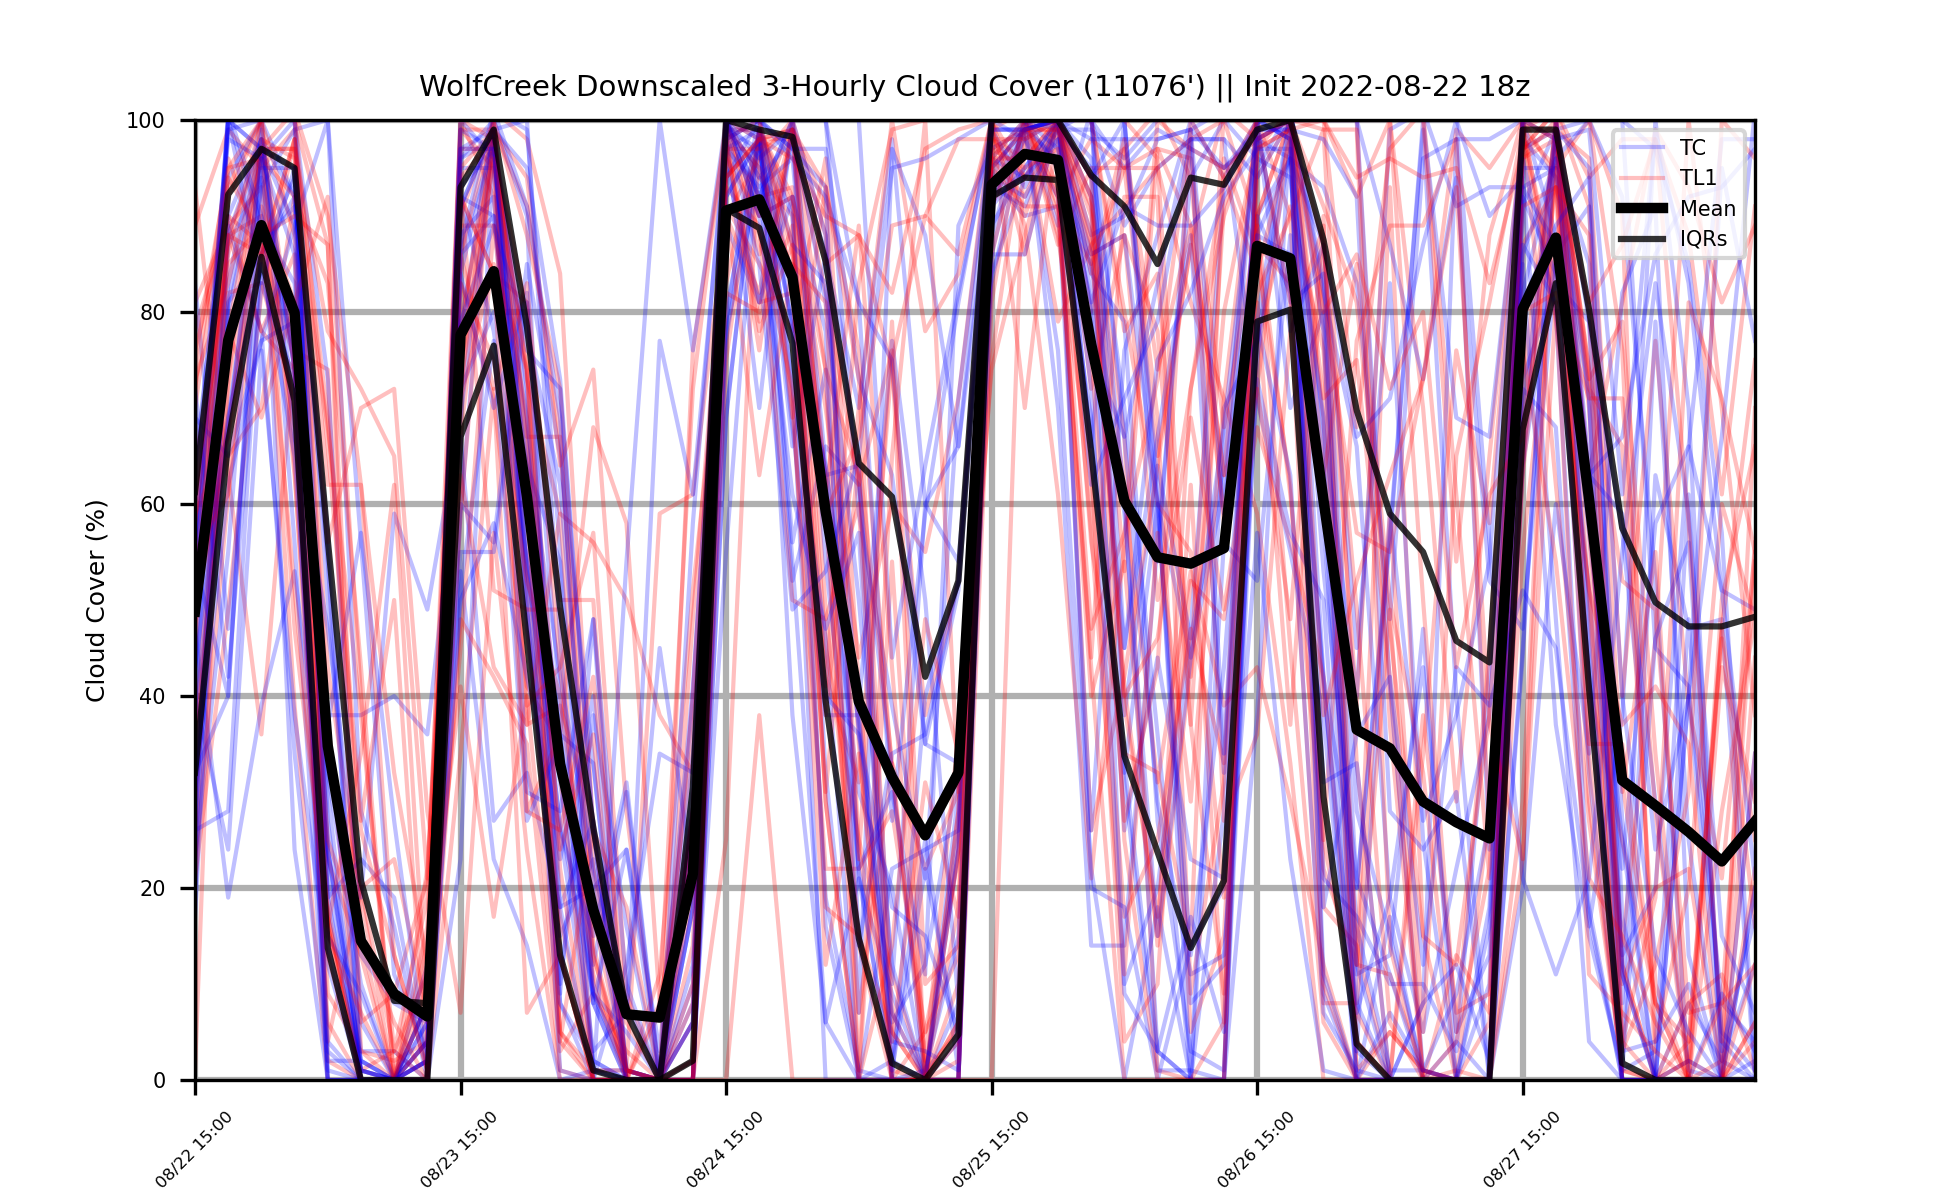 WolfCreek Downscaled 3-Hourly Cloud Cover (11076') || Init 2022-08-22 18z
Cloud Cover (%)
100
80
60
40
20
0
TC
TL1
Mean
IQRs
08/22 15:00
08/23 15:00
08/24 15:00
08/25 15:00
08/26 15:00
08/27 15:00